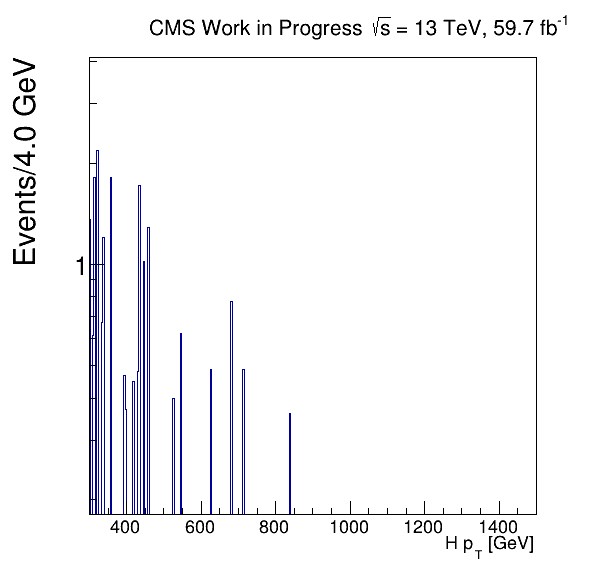 CMS Work in Progress √s = 13 TeV, 59.7 fb⁻¹
Events/4.0 GeV
1
400 600 800 1000 1200 1400
H p_T [GeV]